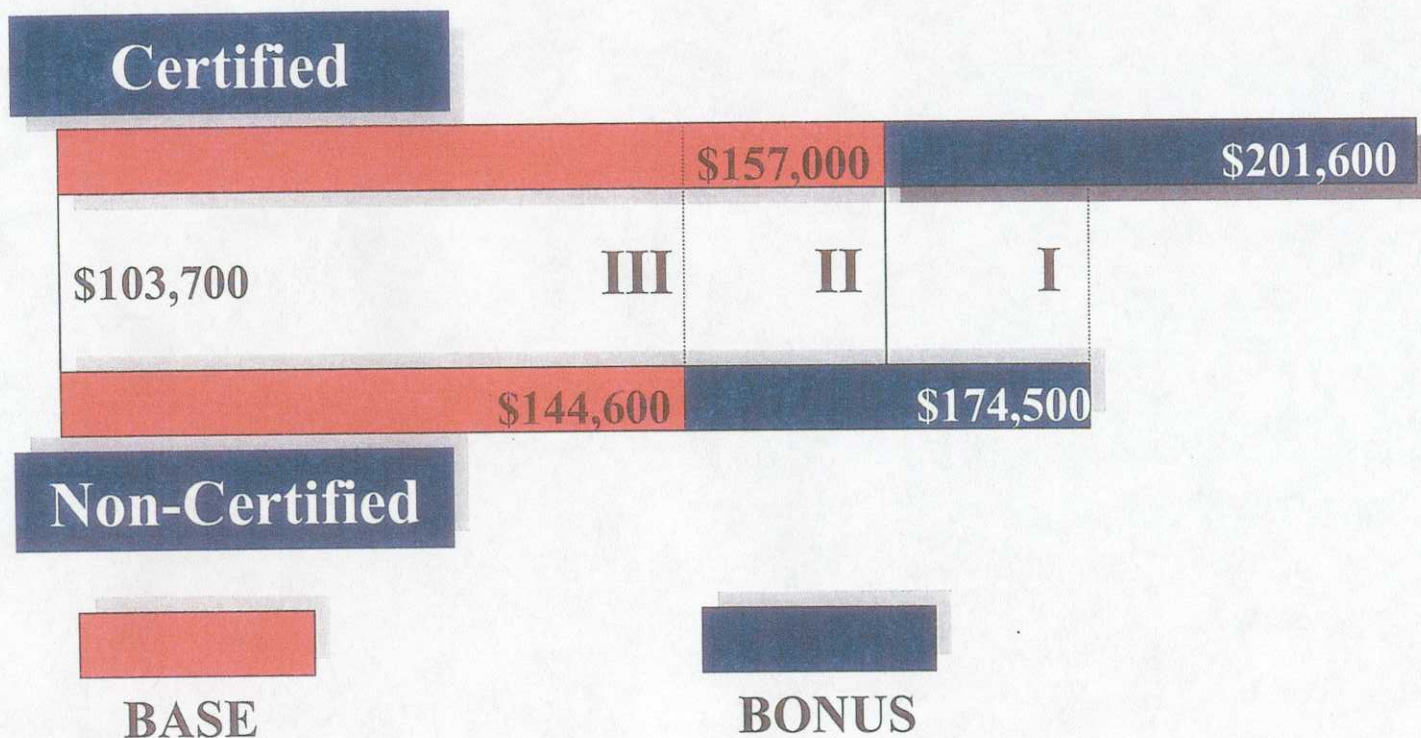 Certified
$157,000 $201,600
$103,700 III II I
$144,600 $174,500
Non-Certified
BASE BONUS